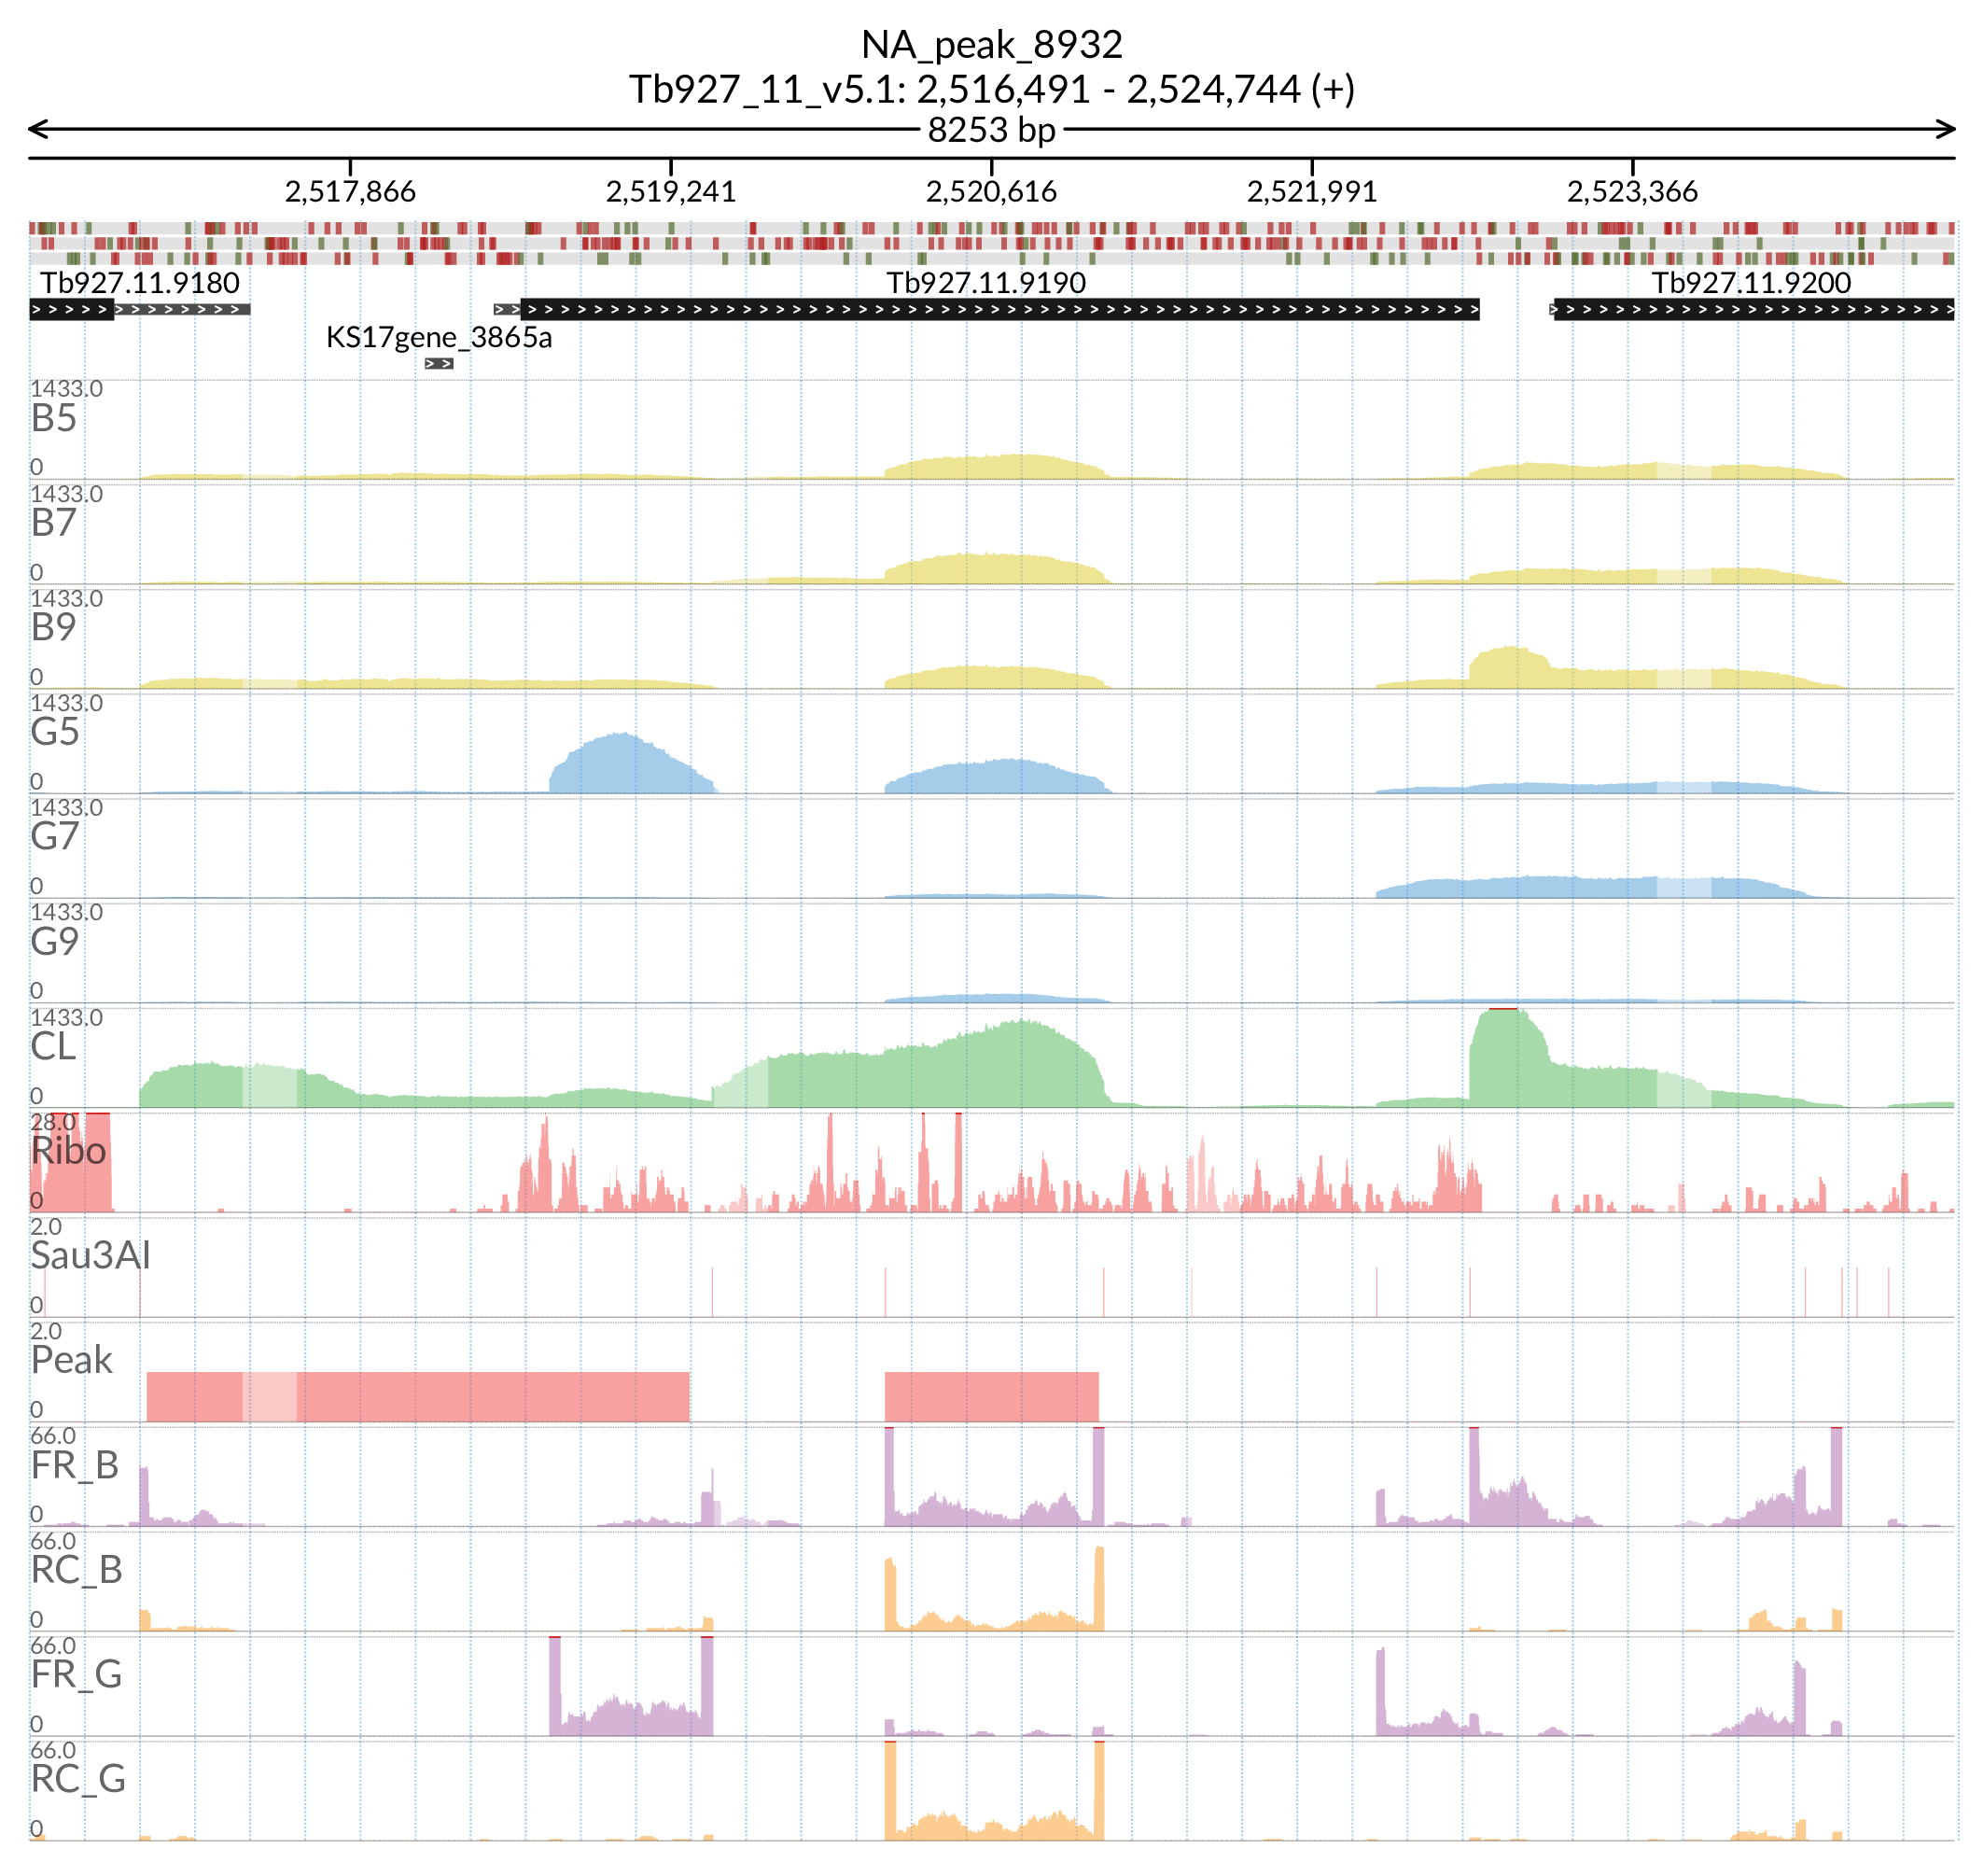 NA_peak_8932
Tb927_11_v5.1: 2,516,491 - 2,524,744 (+)
8253 bp
2,517,866 2,519,241 2,520,616 2,521,991 2,523,366
Tb927.11.9180 Tb927.11.9190 Tb927.11.9200
KS17gene_3865a
1433.0
B5
0
1433.0
B7
0
1433.0
B9
0
1433.0
G5
0
1433.0
G7
0
1433.0
G9
0
1433.0
CL
0
28.0
Ribo
0
2.0
Sau3AI
0
2.0
Peak
0
66.0
FR_B
0
66.0
RC_B
0
66.0
FR_G
0
66.0
RC_G
0